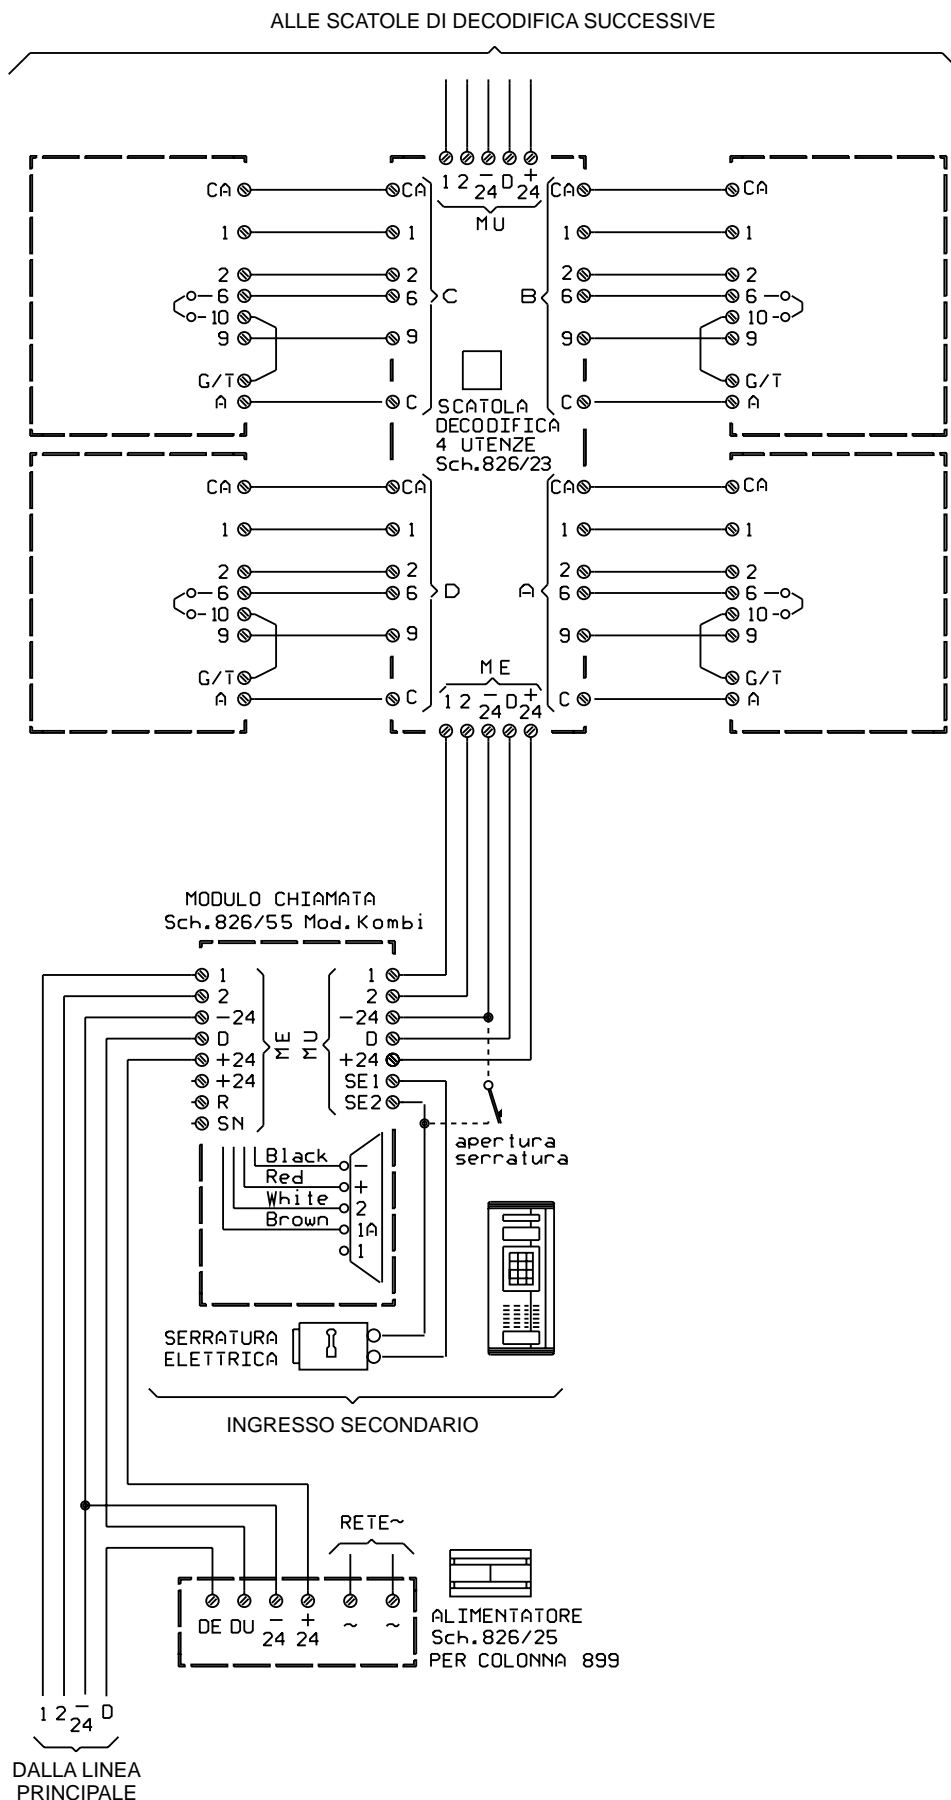 ALLE SCATOLE DI DECODIFICA SUCCESSIVE
1 2 − 24 D + 24
MU
CA CA CA CA
1 1 1 1
2 2 2 2
6 6 C B 6 6
10 10
9 9 9 9
G/T G/T
A C C A
SCATOLA
DECODIFICA
4 UTENZE
Sch.826/23
CA CA CA CA
1 1 1 1
2 2 2 2
6 6 D A 6 6
10 10
9 9 9 9
G/T G/T
A C C A
ME
1 2 − 24 D + 24
MODULO CHIAMATA
Sch.826/55 Mod.Kombi
1 1
2 2
−24 −24
D ME MU D
+24 +24
+24 SE1
R SE2
SN
apertura
serratura
Black −
Red +
White 2
Brown 1A
1
SERRATURA
ELETTRICA
INGRESSO SECONDARIO
RETE~
DE DU − 24 + 24 ~ ~
ALIMENTATORE
Sch.826/25
PER COLONNA 899
1 2 − 24 D
DALLA LINEA
PRINCIPALE